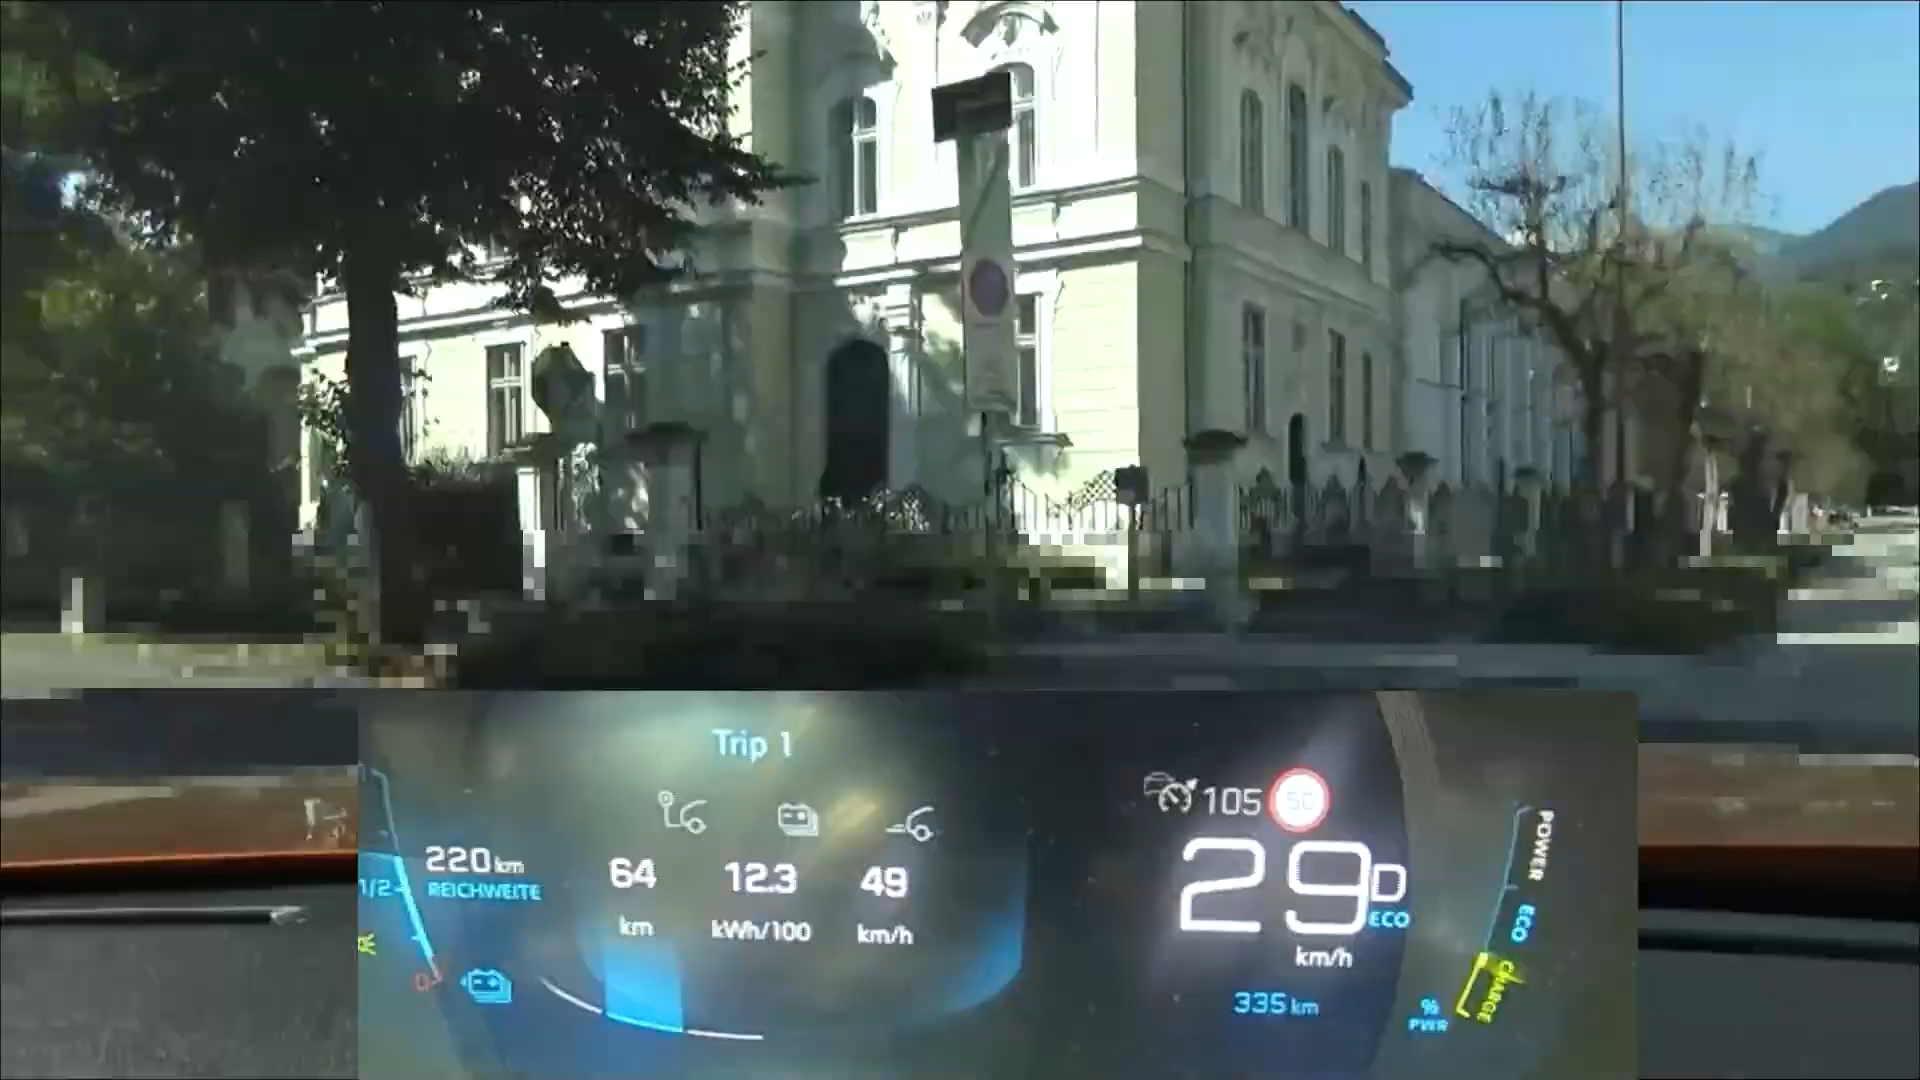 Trip 1
105 50
220 km
REICHWEITE
1/2
0
64 12.3 49
km kWh/100 km/h
29 D
ECO
km/h
335 km
POWER
ECO
CHARGE
%
PWR